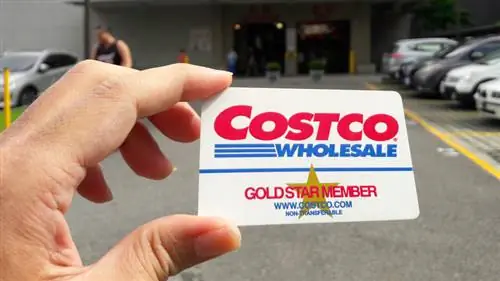 COSTCO
WHOLESALE
GOLD STAR MEMBER
WWW.COSTCO.COM
NON-TRANSFERABLE